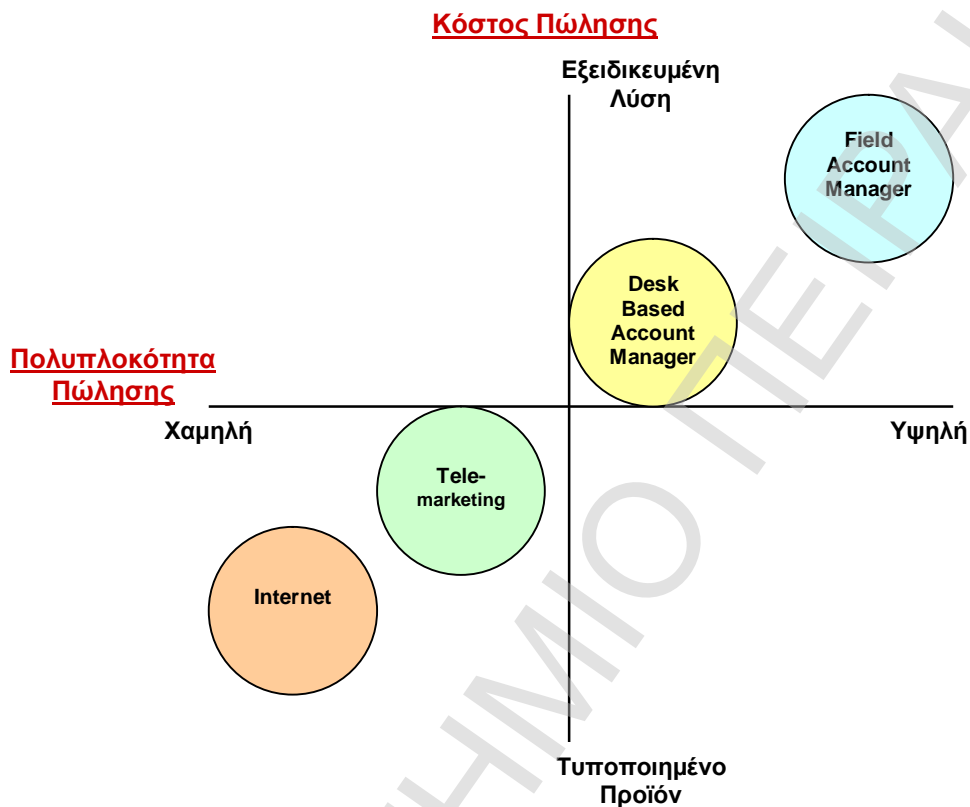 Κόστος Πώλησης
Εξειδικευμένη
Λύση
Field
Account
Manager
Desk
Based
Account
Manager
Πολυπλοκότητα
Πώλησης
Χαμηλή
Υψηλή
Tele-
marketing
Internet
Τυποποιημένο
Προϊόν